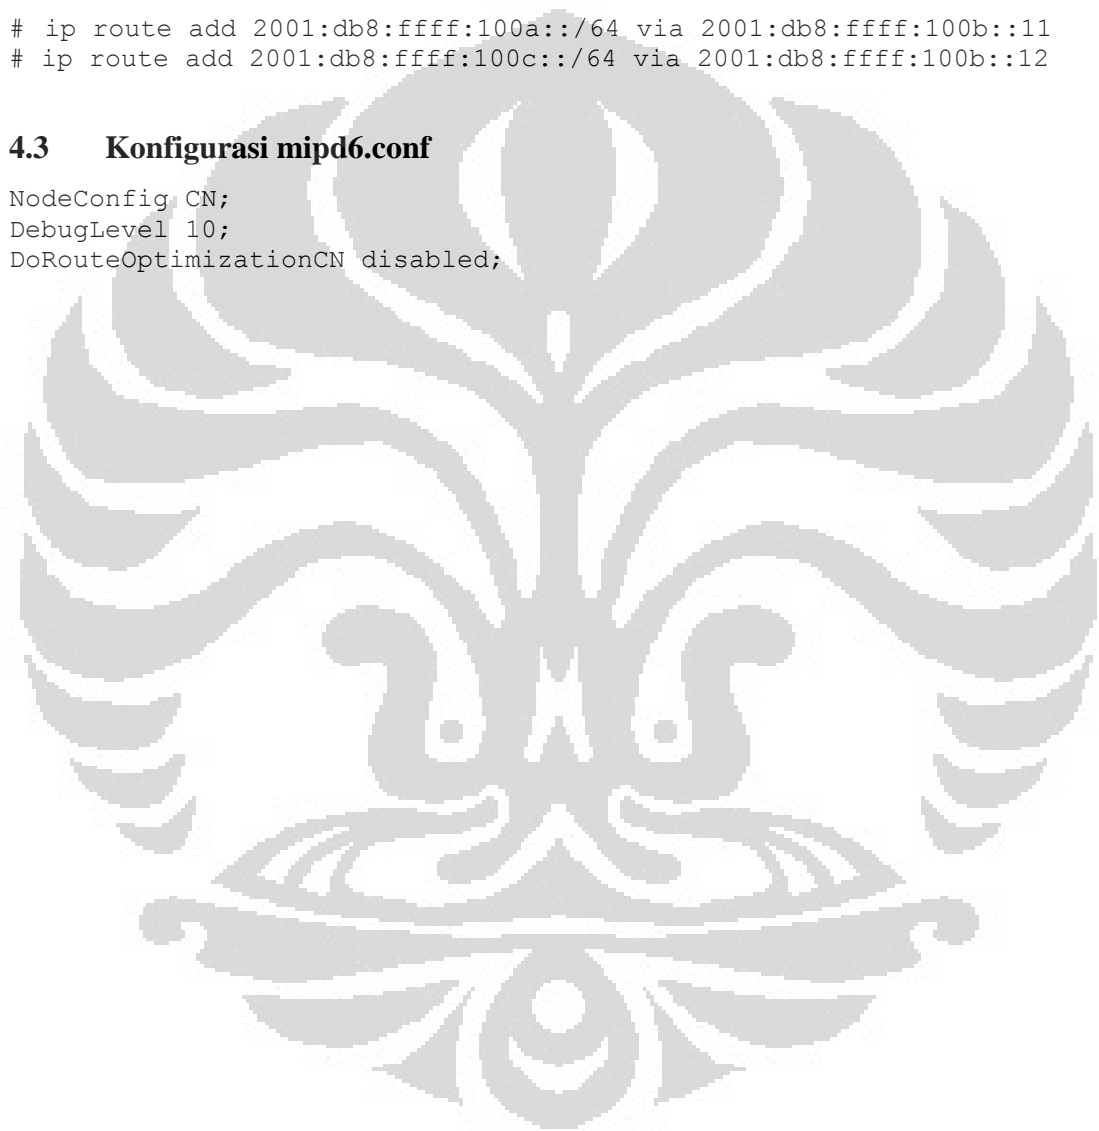 # ip route add 2001:db8:ffff:100a::/64 via 2001:db8:ffff:100b::11
# ip route add 2001:db8:ffff:100c::/64 via 2001:db8:ffff:100b::12
4.3 Konfigurasi mipd6.conf
NodeConfig CN;
DebugLevel 10;
DoRouteOptimizationCN disabled;